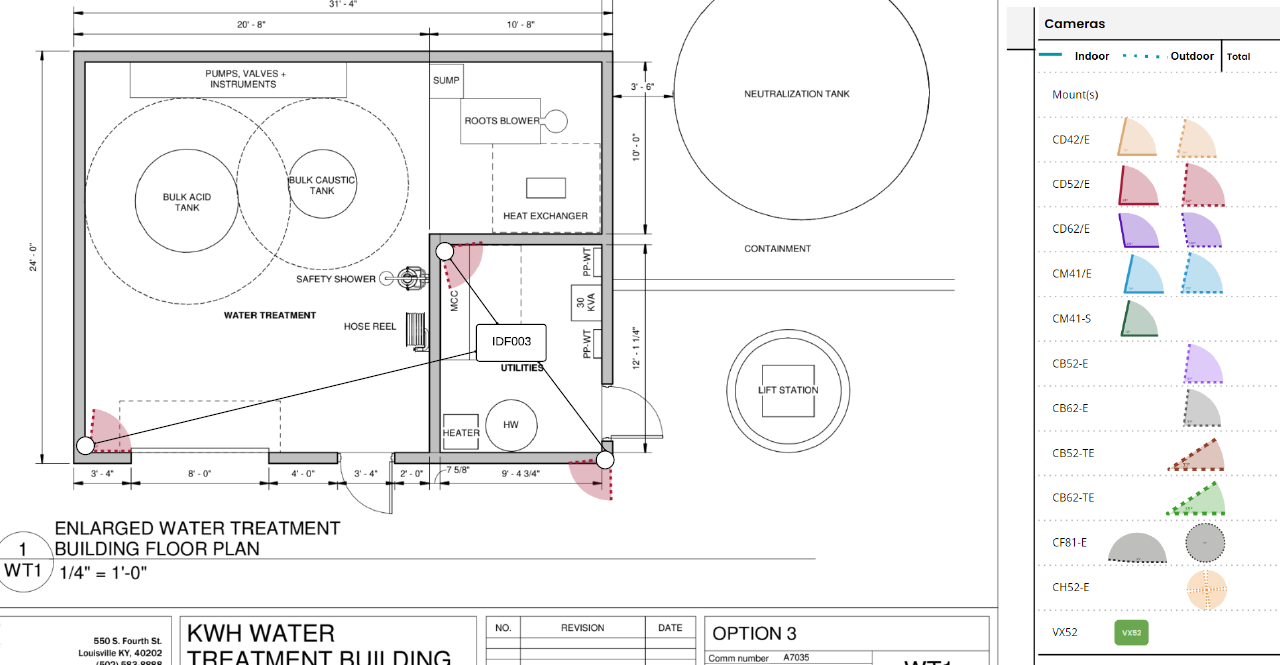 31' - 4"
20' - 8"
10' - 8"
PUMPS, VALVES +
INSTRUMENTS
SUMP
3' - 6"
NEUTRALIZATION TANK
ROOTS BLOWER
10' - 0"
BULK ACID
TANK
BULK CAUSTIC
TANK
HEAT EXCHANGER
24' - 0"
CONTAINMENT
SAFETY SHOWER
PP-WT
MCC
30
KVA
WATER TREATMENT
HOSE REEL
IDF003
PP-WT
12' - 1 1/4"
UTILITIES
LIFT STATION
HEATER
HW
3' - 4"
8' - 0"
4' - 0"
3' - 4"
2' - 0"
7 5/8"
9' - 4 3/4"
1
WT1
ENLARGED WATER TREATMENT
BUILDING FLOOR PLAN
1/4" = 1'-0"
550 S. Fourth St.
Louisville KY, 40202
(502) 583-8888
KWH WATER
TREATMENT BUILDING
NO.
REVISION
DATE
OPTION 3
Comm number A7035
WT1
Cameras
Indoor Outdoor Total
Mount(s)
CD42/E
CD52/E
CD62/E
CM41/E
CM41-S
CB52-E
CB62-E
CB52-TE
CB62-TE
CF81-E
CH52-E
VX52 VX52